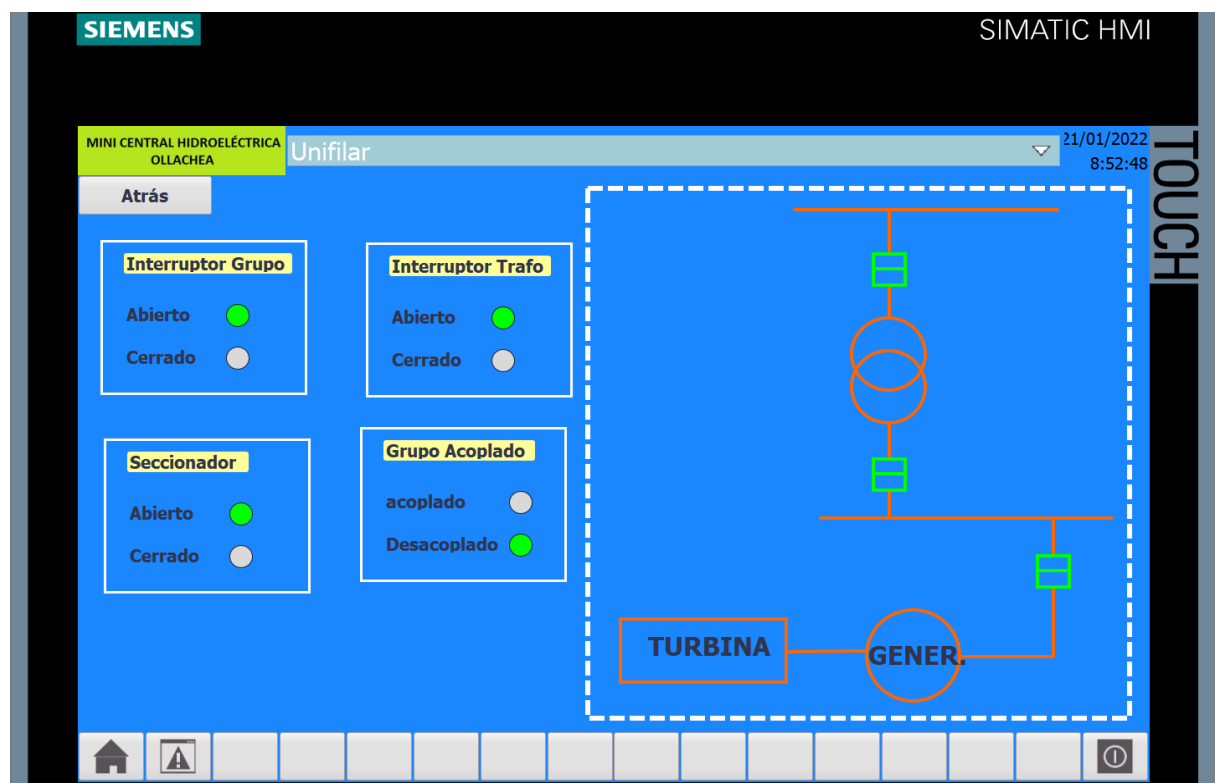 SIEMENS
SIMATIC HMI
TOUCH
MINI CENTRAL HIDROELÉCTRICA
OLLACHEA
Unifilar
21/01/2022
8:52:48
Atrás
Interruptor Grupo
Abierto
Cerrado
Interruptor Trafo
Abierto
Cerrado
Seccionador
Abierto
Cerrado
Grupo Acoplado
acoplado
Desacoplado
TURBINA
GENER.